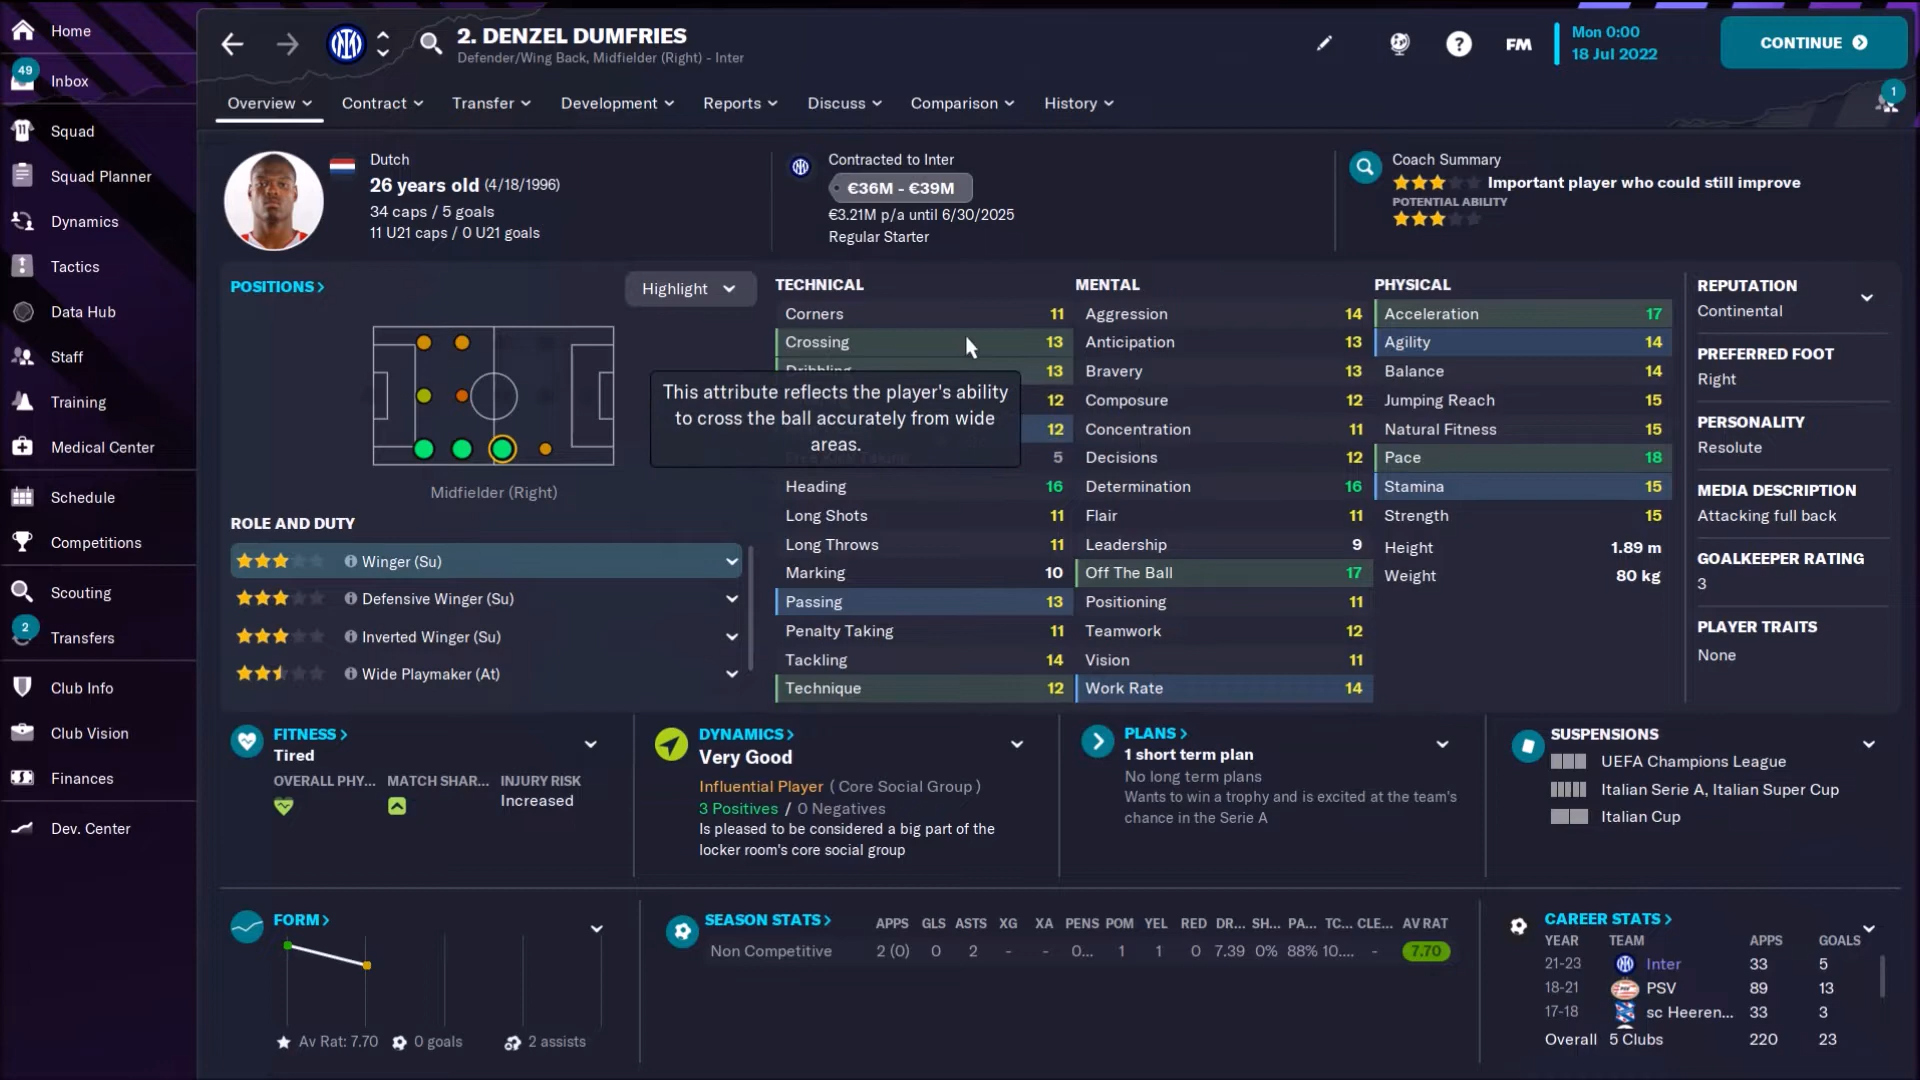 Home
49
Inbox
11
Squad
Squad Planner
Dynamics
Tactics
Data Hub
Staff
Training
Medical Center
Schedule
Competitions
Scouting
2
Transfers
Club Info
Club Vision
Finances
Dev. Center
2. DENZEL DUMFRIES
Defender/Wing Back, Midfielder (Right) - Inter
?
FM
Mon 0:00
18 Jul 2022
CONTINUE
Overview
Contract
Transfer
Development
Reports
Discuss
Comparison
History
1
Dutch
26 years old (4/18/1996)
34 caps / 5 goals
11 U21 caps / 0 U21 goals
Contracted to Inter
€36M - €39M
€3.21M p/a until 6/30/2025
Regular Starter
Coach Summary
Important player who could still improve
POTENTIAL ABILITY
POSITIONS >
Highlight
Midfielder (Right)
ROLE AND DUTY
Winger (Su)
Defensive Winger (Su)
Inverted Winger (Su)
Wide Playmaker (At)
TECHNICAL
Corners 11
Crossing 13
Dribbling 13
12
12
5
Heading 16
Long Shots 11
Long Throws 11
Marking 10
Passing 13
Penalty Taking 11
Tackling 14
Technique 12
This attribute reflects the player's ability
to cross the ball accurately from wide
areas.
MENTAL
Aggression 14
Anticipation 13
Bravery 13
Composure 12
Concentration 11
Decisions 12
Determination 16
Flair 11
Leadership 9
Off The Ball 17
Positioning 11
Teamwork 12
Vision 11
Work Rate 14
PHYSICAL
Acceleration 17
Agility 14
Balance 14
Jumping Reach 15
Natural Fitness 15
Pace 18
Stamina 15
Strength 15
Height 1.89 m
Weight 80 kg
REPUTATION
Continental
PREFERRED FOOT
Right
PERSONALITY
Resolute
MEDIA DESCRIPTION
Attacking full back
GOALKEEPER RATING
3
PLAYER TRAITS
None
FITNESS >
Tired
OVERALL PHY... MATCH SHAR... INJURY RISK
Increased
DYNAMICS >
Very Good
Influential Player ( Core Social Group )
3 Positives / 0 Negatives
Is pleased to be considered a big part of the
locker room's core social group
PLANS >
1 short term plan
No long term plans
Wants to win a trophy and is excited at the team's
chance in the Serie A
SUSPENSIONS
UEFA Champions League
Italian Serie A, Italian Super Cup
Italian Cup
FORM >
Av Rat: 7.70 0 goals 2 assists
SEASON STATS > APPS GLS ASTS XG XA PENS POM YEL RED DR... SH... PA... TC... CLE... AV RAT
Non Competitive 2 (0) 0 2 - - 0... 1 1 0 7.39 0% 88% 10.... - 7.70
CAREER STATS >
YEAR TEAM APPS GOALS
21-23 Inter 33 5
18-21 PSV 89 13
17-18 sc Heeren... 33 3
Overall 5 Clubs 220 23